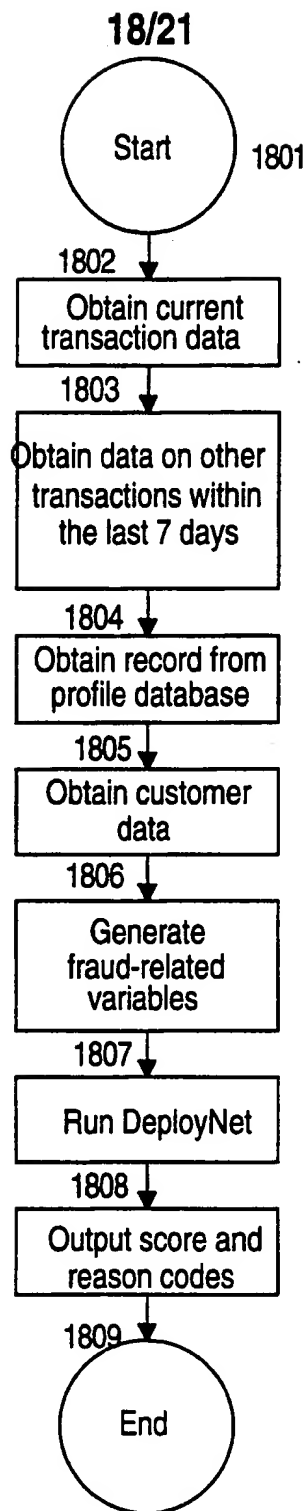 18/21
Start
1801
1802
Obtain current
transaction data
1803
Obtain data on other
transactions within
the last 7 days
1804
Obtain record from
profile database
1805
Obtain customer
data
1806
Generate
fraud-related
variables
1807
Run DeployNet
1808
Output score and
reason codes
1809
End